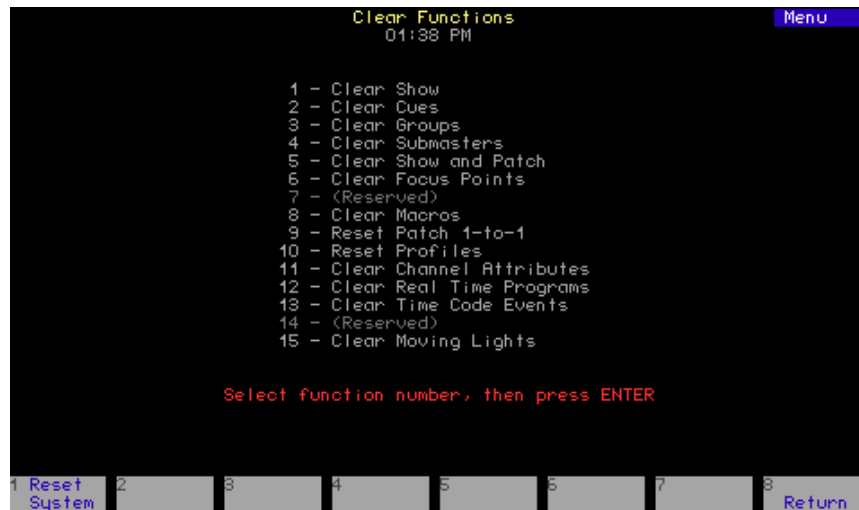 Clear Functions
Menu
01:38 PM
1 - Clear Show
2 - Clear Cues
3 - Clear Groups
4 - Clear Submasters
5 - Clear Show and Patch
6 - Clear Focus Points
7 - (Reserved)
8 - Clear Macros
9 - Reset Patch 1-to-1
10 - Reset Profiles
11 - Clear Channel Attributes
12 - Clear Real Time Programs
13 - Clear Time Code Events
14 - (Reserved)
15 - Clear Moving Lights
Select function number, then press ENTER
1 Reset System
2
3
4
5
6
7
8 Return